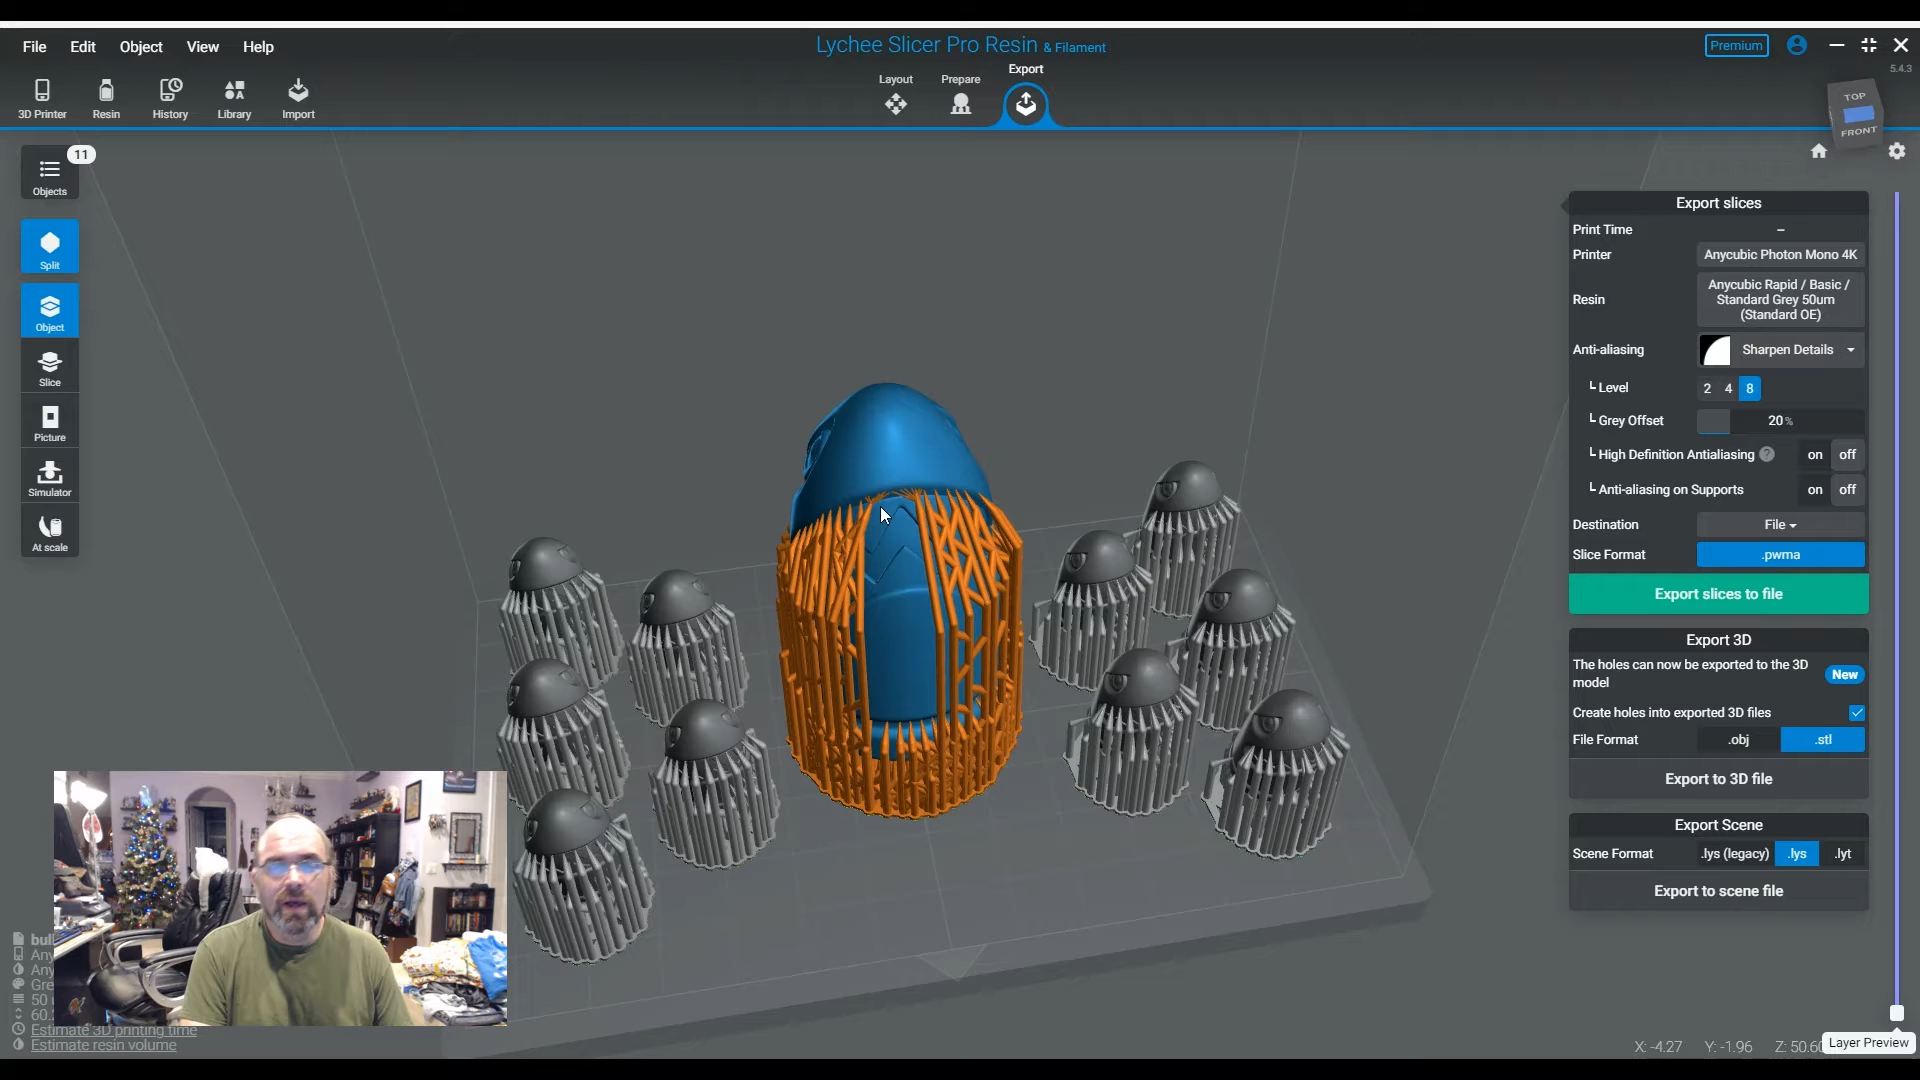 File Edit Object View Help
Lychee Slicer Pro Resin & Filament
Premium
5.4.3
3D Printer Resin History Library Import
Layout Prepare Export
TOP
FRONT
11
Objects
Split
Object
Slice
Picture
Simulator
At scale
Export slices
Print Time –
Printer Anycubic Photon Mono 4K
Resin Anycubic Rapid / Basic /
Standard Grey 50um
(Standard OE)
Anti-aliasing Sharpen Details
Level 2 4 8
Grey Offset 20 %
High Definition Antialiasing ? on off
Anti-aliasing on Supports on off
Destination File
Slice Format .pwma
Export slices to file
Export 3D
The holes can now be exported to the 3D
model New
Create holes into exported 3D files
File Format .obj .stl
Export to 3D file
Export Scene
Scene Format .lys (legacy) .lys .lyt
Export to scene file
Estimate 3D printing time
Estimate resin volume
X: -4.27 Y: -1.96 Z: 50.60
Layer Preview